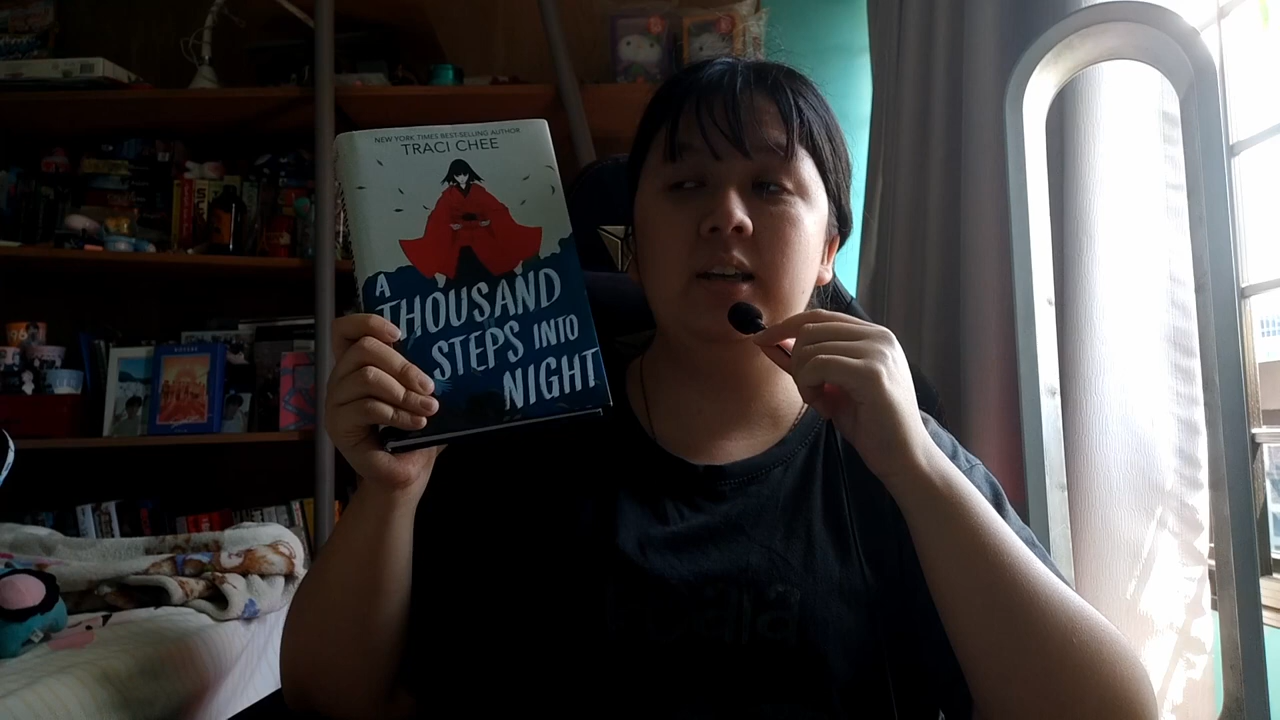 NEW YORK TIMES BEST-SELLING AUTHOR
TRACI CHEE
A
THOUSAND
STEPS INTO
NIGHT